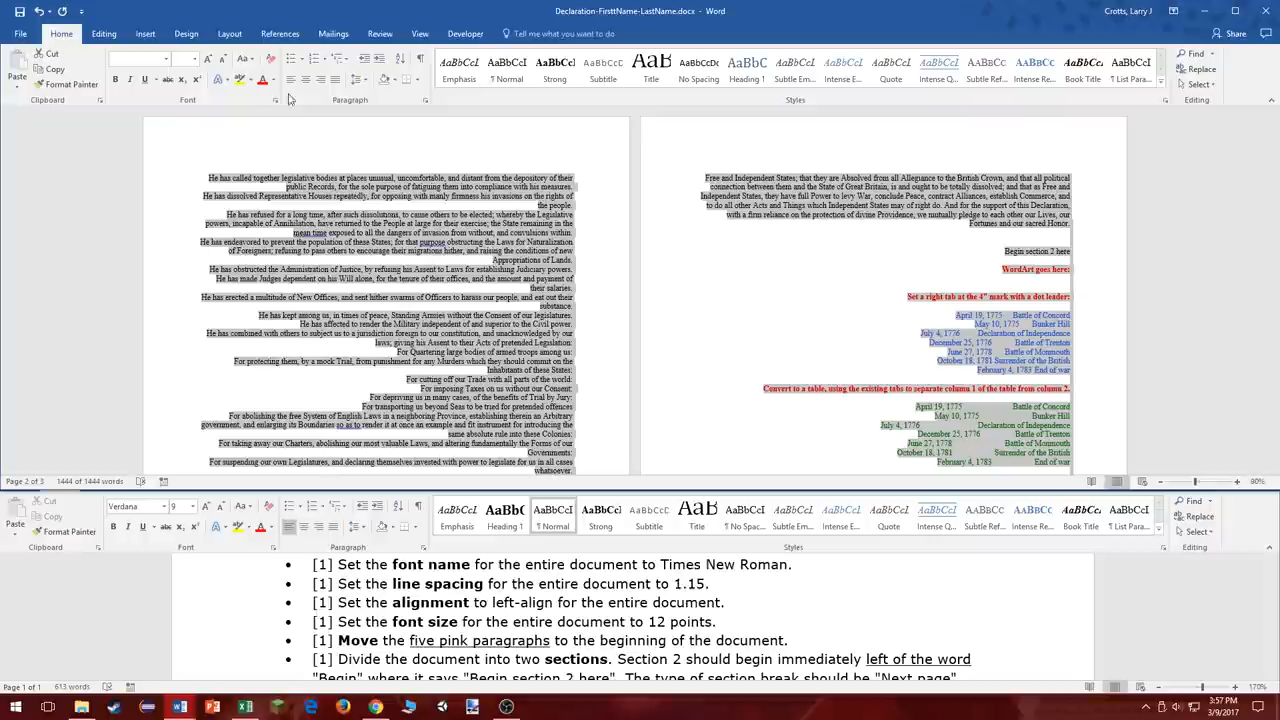 DecrottsFirsttName.docx - Word
Crotts, Larry J
File Home Insert Design Layout References Mailings Review View Developer Tell me what you want to do Share
Cut
Copy
Paste
Format Painter
Clipboard Font Paragraph Styles Editing
AaBbCcI AaBbCcI AaBbCcI AaBbCcC AaB AaBbCcI AaBbC AaBbCcI AaBbCcI AaBbCcI AaBbCcI AaBbCc AaBbCc AaBbCcI AaBbCcI
Emphasis ¶ Normal Strong Subtitle Title No Spacing Heading 1 Subtle Em... Intense E... Quote Intense Q... Subtle Ref... Intense Re... Book Title ¶ List Para...
Find
Replace
Select
He has called together legislative bodies at places unusual, uncomfortable, and distant from the depository of their
public Records, for the sole purpose of fatiguing them into compliance with his measures.
He has dissolved Representative Houses repeatedly, for opposing with manly firmness his invasions on the rights of
the people.
He has refused for a long time, after such dissolutions, to cause others to be elected; whereby the Legislative
powers, incapable of Annihilation, have returned to the People at large for their exercise; the State remaining in the
mean time exposed to all the dangers of invasion from without, and convulsions within.
He has endeavored to prevent the population of these States; for that purpose obstructing the Laws for Naturalization
of Foreigners; refusing to pass others to encourage their migrations hither, and raising the conditions of new
Appropriations of Lands.
He has obstructed the Administration of Justice, by refusing his Assent to Laws for establishing Judiciary powers.
He has made Judges dependent on his Will alone, for the tenure of their offices, and the amount and payment of
their salaries.
He has erected a multitude of New Offices, and sent hither swarms of Officers to harass our people, and eat out their
substance.
He has kept among us, in times of peace, Standing Armies without the Consent of our legislatures.
He has affected to render the Military independent of and superior to the Civil power.
He has combined with others to subject us to a jurisdiction foreign to our constitution, and unacknowledged by our
laws; giving his Assent to their Acts of pretended Legislation:
For Quartering large bodies of armed troops among us:
For protecting them, by a mock Trial, from punishment for any Murders which they should commit on the
Inhabitants of these States:
For cutting off our Trade with all parts of the world:
For imposing Taxes on us without our Consent:
For depriving us in many cases, of the benefits of Trial by Jury:
For transporting us beyond Seas to be tried for pretended offences
For abolishing the free System of English Laws in a neighboring Province, establishing therein an Arbitrary
government, and enlarging its Boundaries so as to render it at once an example and fit instrument for introducing the
same absolute rule into these Colonies:
For taking away our Charters, abolishing our most valuable Laws, and altering fundamentally the Forms of our
Governments:
For suspending our own Legislatures, and declaring themselves invested with power to legislate for us in all cases
whatsoever.
Free and Independent States; that they are Absolved from all Allegiance to the British Crown, and that all political
connection between them and the State of Great Britain, is and ought to be totally dissolved; and that as Free and
Independent States, they have full Power to levy War, conclude Peace, contract Alliances, establish Commerce, and
to do all other Acts and Things which Independent States may of right do. And for the support of this Declaration,
with a firm reliance on the protection of divine Providence, we mutually pledge to each other our Lives, our
Fortunes and our sacred Honor.
Begin section 2 here
WordArt goes here:
Set a right tab at the 4" mark with a dot leader:
April 19, 1775 Battle of Concord
May 10, 1775 Bunker Hill
July 4, 1776 Declaration of Independence
December 25, 1776 Battle of Trenton
June 27, 1778 Battle of Monmouth
October 18, 1781 Surrender of the British
February 4, 1783 End of war
Convert to a table, using the existing tabs to separate column 1 of the table from column 2.
April 19, 1775 Battle of Concord
May 10, 1775 Bunker Hill
July 4, 1776 Declaration of Independence
December 25, 1776 Battle of Trenton
June 27, 1778 Battle of Monmouth
October 18, 1781 Surrender of the British
February 4, 1783 End of war
Page 2 of 3 1444 of 1444 words 90%
Cut
Paste
Format Painter
Verdana 9
Clipboard Font Paragraph Styles Editing
AaBbCcI AaBbC AaBbCcI AaBbCcI AaBbCcC AaB AaBbCcI AaBbCcI AaBbCcI AaBbCcI AaBbCcI AaBbCc AaBbCc AaBbCcI AaBbCcI
Emphasis Heading 1 ¶ Normal Strong Subtitle Title ¶ No Spac... Subtle Em... Intense E... Quote Intense Q... Subtle Ref... Intense Re... Book Title ¶ List Para...
Find
Replace
Select
• [1] Set the font name for the entire document to Times New Roman.
• [1] Set the line spacing for the entire document to 1.15.
• [1] Set the alignment to left-align for the entire document.
• [1] Set the font size for the entire document to 12 points.
• [1] Move the five pink paragraphs to the beginning of the document.
• [1] Divide the document into two sections. Section 2 should begin immediately left of the word
"Begin" where it says "Begin section 2 here". The type of section break should be "Next page"
Page 1 of 1 613 words 170%
3:57 PM
3/9/2017